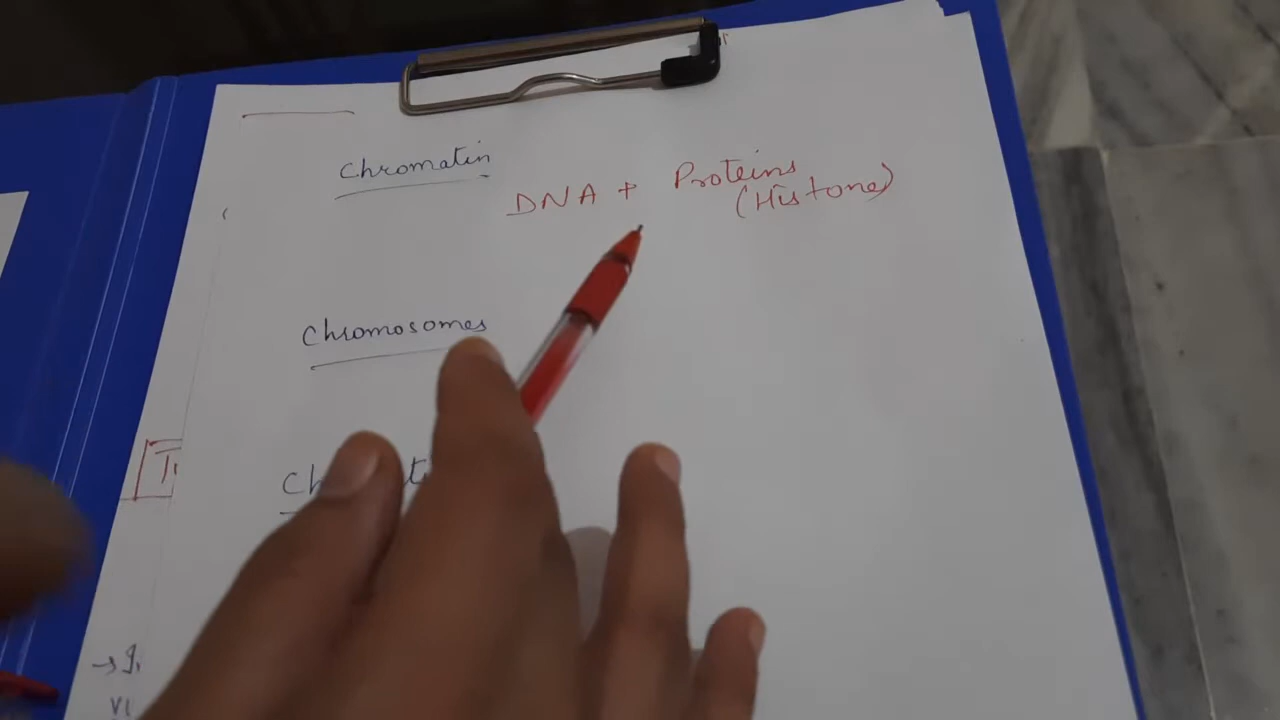 Chromatin
DNA + Proteins
(Histone)
Chromosomes